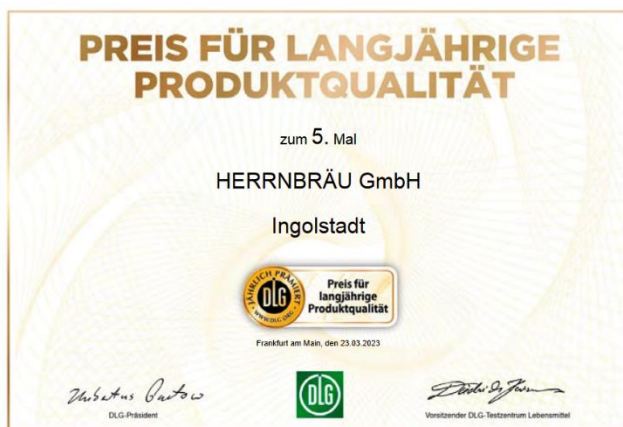 PREIS FÜR LANGJÄHRIGE
PRODUKTQUALITÄT
zum 5. Mal
HERRNBRÄU GmbH
Ingolstadt
JÄHRLICH PRÄMIERT
DLG
WWW.DLG.ORG
Preis für
langjährige
Produktqualität
Frankfurt am Main, den 23.03.2023
DLG
DLG-Präsident
Vorsitzender DLG-Testzentrum Lebensmittel